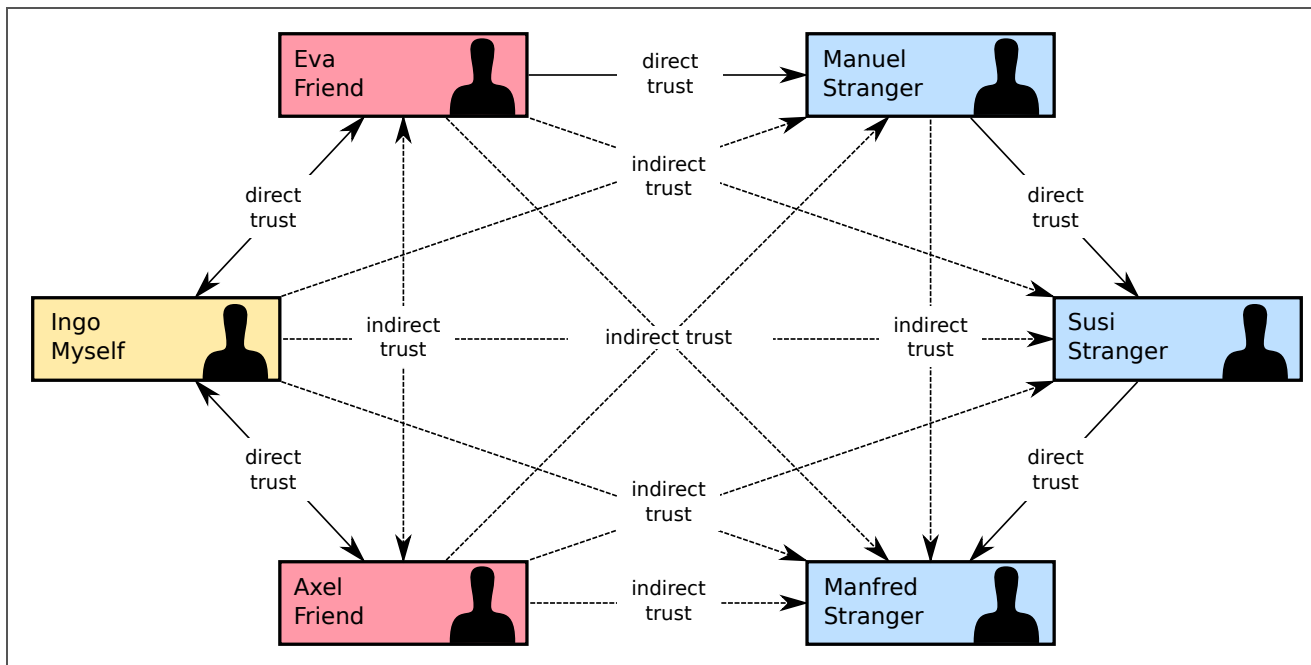 Eva
Friend
direct
trust
Manuel
Stranger
indirect
trust
direct
trust
direct
trust
Ingo
Myself
indirect
trust
indirect trust
indirect
trust
Susi
Stranger
direct
trust
indirect
trust
direct
trust
Axel
Friend
indirect
trust
Manfred
Stranger